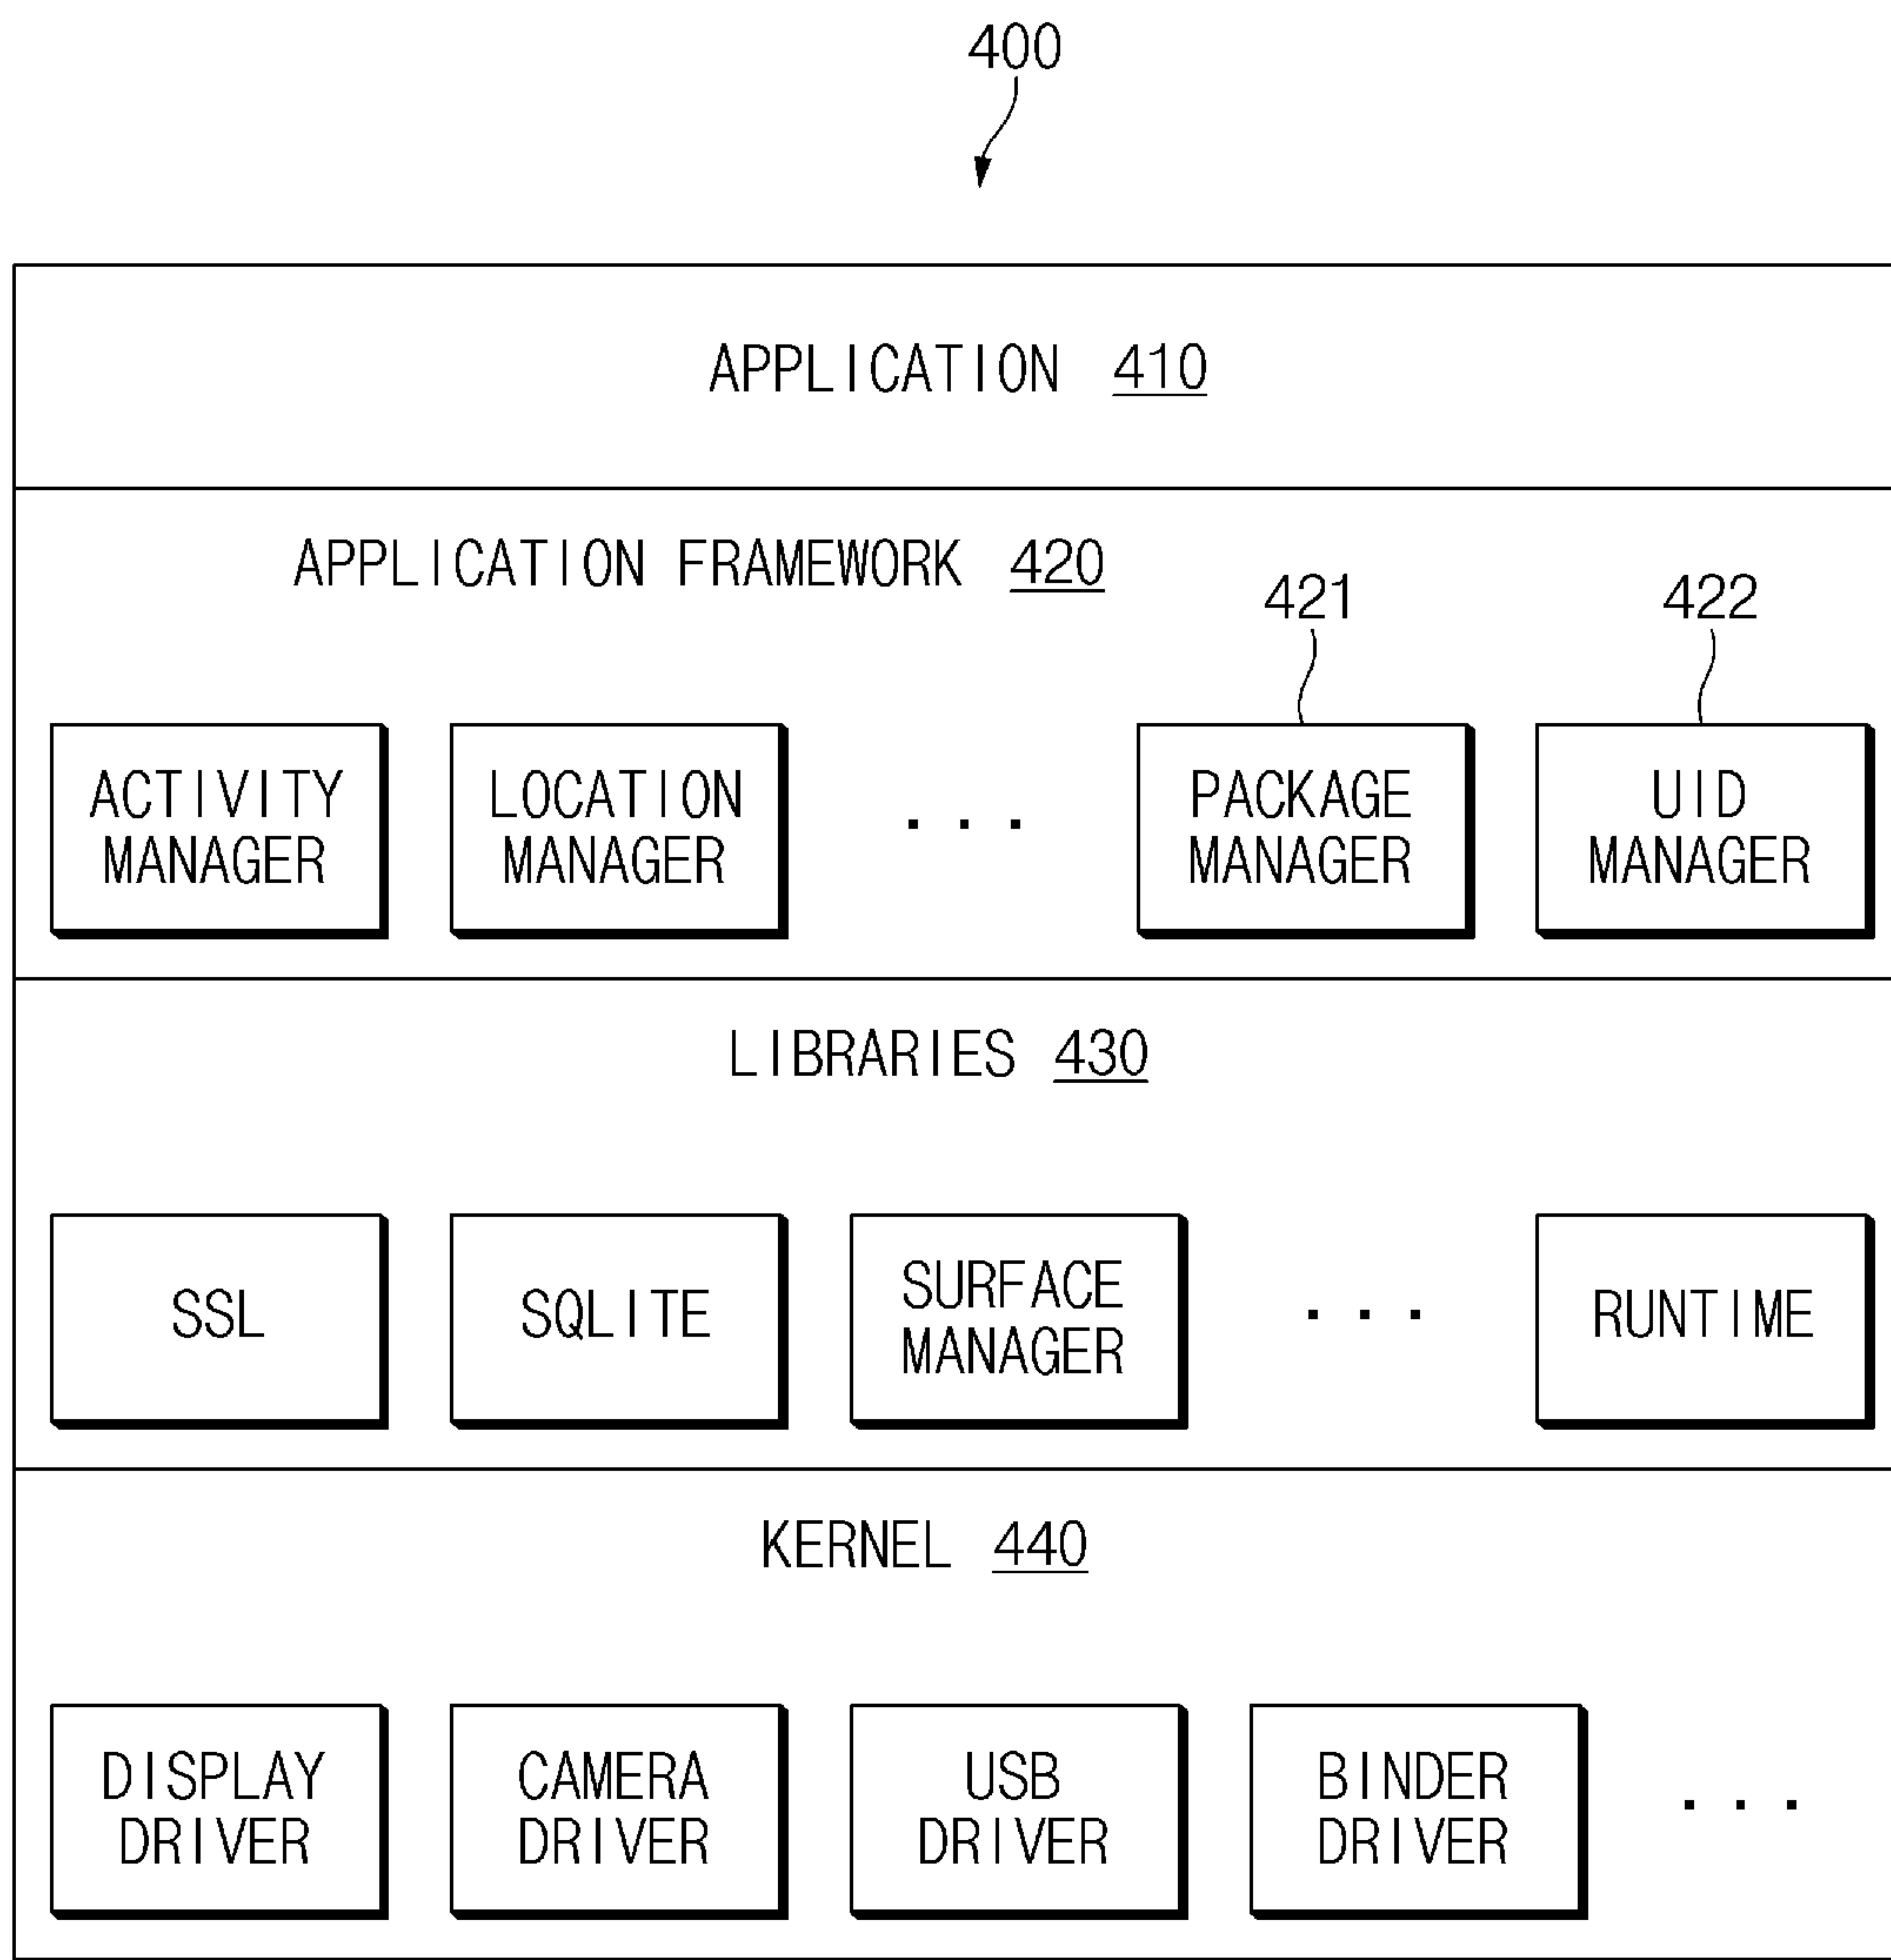 400
APPLICATION 410
APPLICATION FRAMEWORK 420
421
422
ACTIVITY
MANAGER
LOCATION
MANAGER
. . .
PACKAGE
MANAGER
UID
MANAGER
LIBRARIES 430
SSL
SQLITE
SURFACE
MANAGER
. . .
RUNTIME
KERNEL 440
DISPLAY
DRIVER
CAMERA
DRIVER
USB
DRIVER
BINDER
DRIVER
. . .